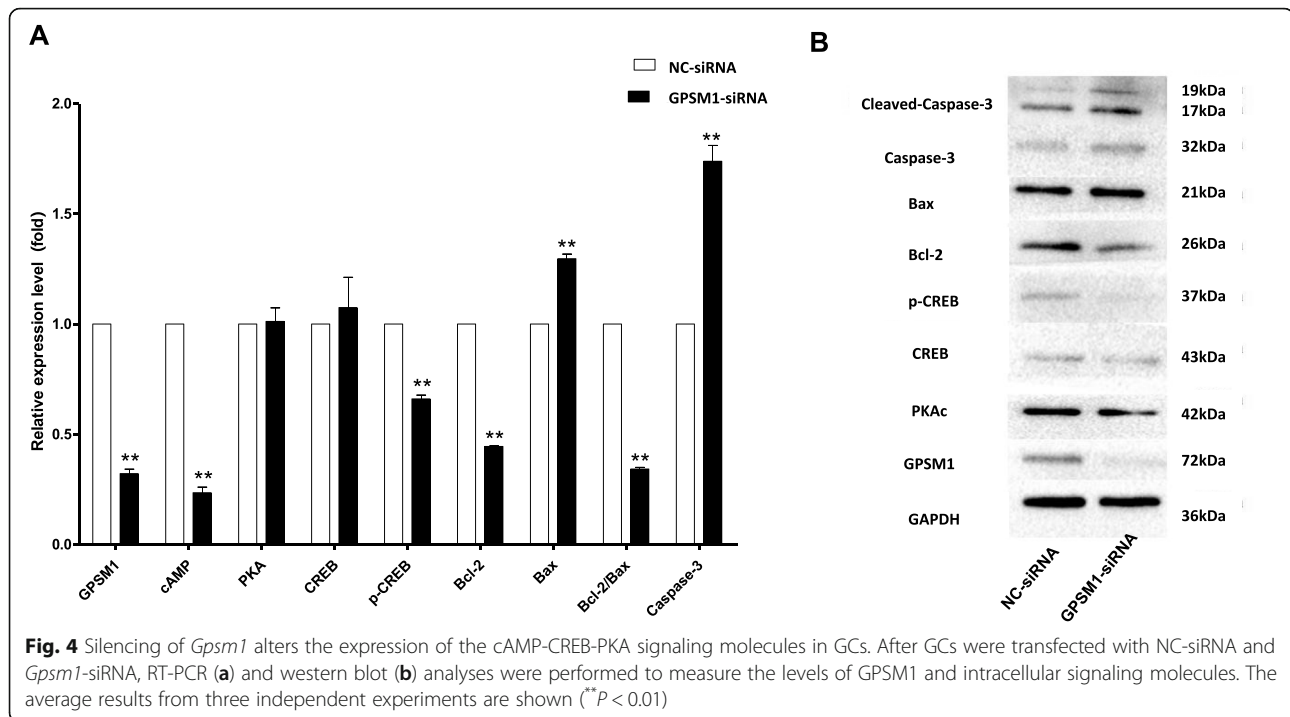 A
NC-siRNA
GPSM1-siRNA
Relative expression level (fold)
2.0
1.5
1.0
0.5
0.0
**
**
**
**
**
**
**
GPSM1
cAMP
PKA
CREB
p-CREB
Bcl-2
Bax
Bcl-2/Bax
Caspase-3
B
Cleaved-Caspase-3
19kDa
17kDa
Caspase-3
32kDa
Bax
21kDa
Bcl-2
26kDa
p-CREB
37kDa
CREB
43kDa
PKAc
42kDa
GPSM1
72kDa
GAPDH
36kDa
NC-siRNA
GPSM1-siRNA
Fig. 4 Silencing of Gpsm1 alters the expression of the cAMP-CREB-PKA signaling molecules in GCs. After GCs were transfected with NC-siRNA and
Gpsm1-siRNA, RT-PCR (a) and western blot (b) analyses were performed to measure the levels of GPSM1 and intracellular signaling molecules. The
average results from three independent experiments are shown (**P < 0.01)